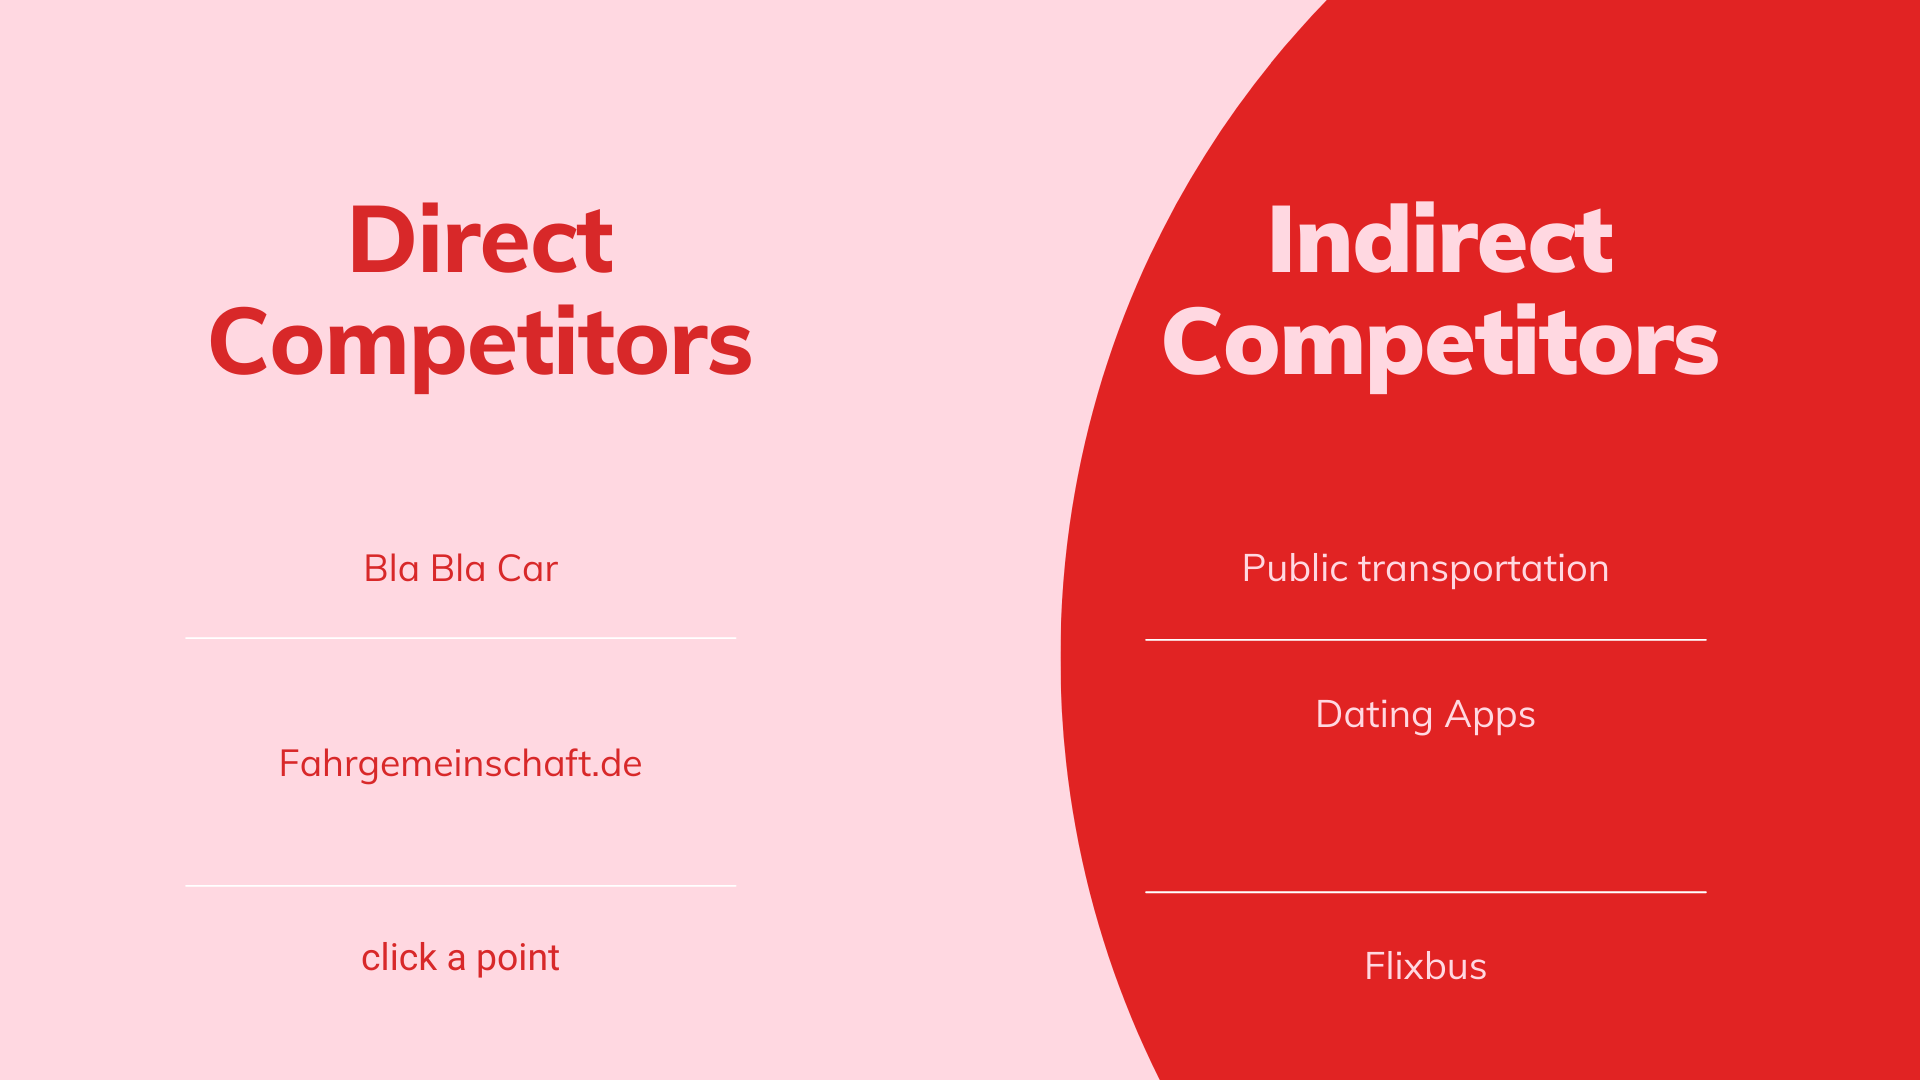 Direct
Competitors
Bla Bla Car
Fahrgemeinschaft.de
click a point
Indirect
Competitors
Public transportation
Dating Apps
Flixbus